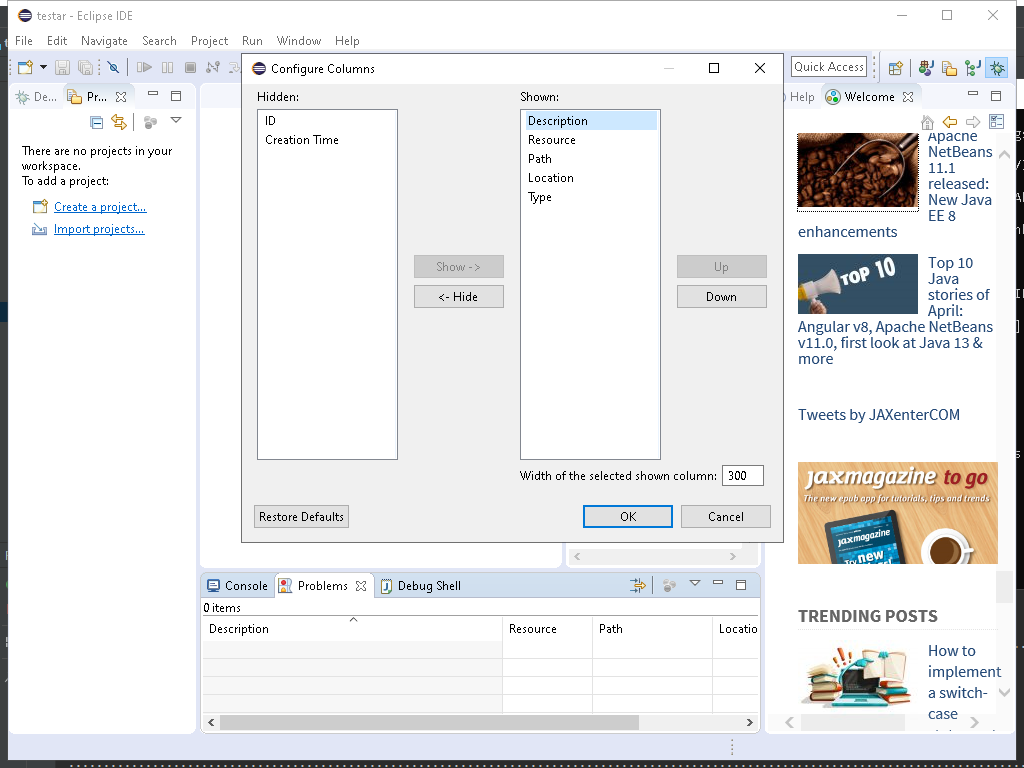 testar - Eclipse IDE
File Edit Navigate Search Project Run Window Help
Quick Access
De... Pr...
There are no projects in your
workspace.
To add a project:
Create a project...
Import projects...
Configure Columns
Hidden:
ID
Creation Time
Show ->
<- Hide
Shown:
Description
Resource
Path
Location
Type
Up
Down
Width of the selected shown column: 300
Restore Defaults
OK
Cancel
Console Problems Debug Shell
0 items
Description Resource Path Locatio
Help Welcome
Apache
NetBeans
11.1
released:
New Java
EE 8
enhancements
TOP 10
Top 10
Java
stories of
April:
Angular v8, Apache NetBeans
v11.0, first look at Java 13 &
more
Tweets by JAXenterCOM
jaxmagazine to go
The new epub app for tutorials, tips and trends
jaxmagazine
Try new
TRENDING POSTS
How to
implement
a switch-
case